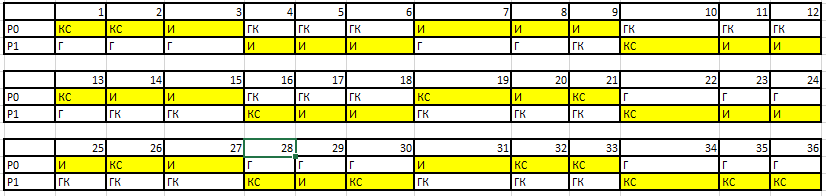 1 2 3 4 5 6 7 8 9 10 11 12
P0 КС КС И ГК ГК ГК И И И ГК ГК ГК
P1 Г Г Г И И И Г Г ГК КС И И
13 14 15 16 17 18 19 20 21 22 23 24
P0 КС И И ГК ГК ГК КС И КС Г Г Г
P1 Г ГК ГК КС И И ГК ГК ГК КС И И
25 26 27 28 29 30 31 32 33 34 35 36
P0 И КС И Г Г Г И КС КС Г Г Г
P1 ГК ГК ГК КС И КС ГК ГК ГК КС КС КС